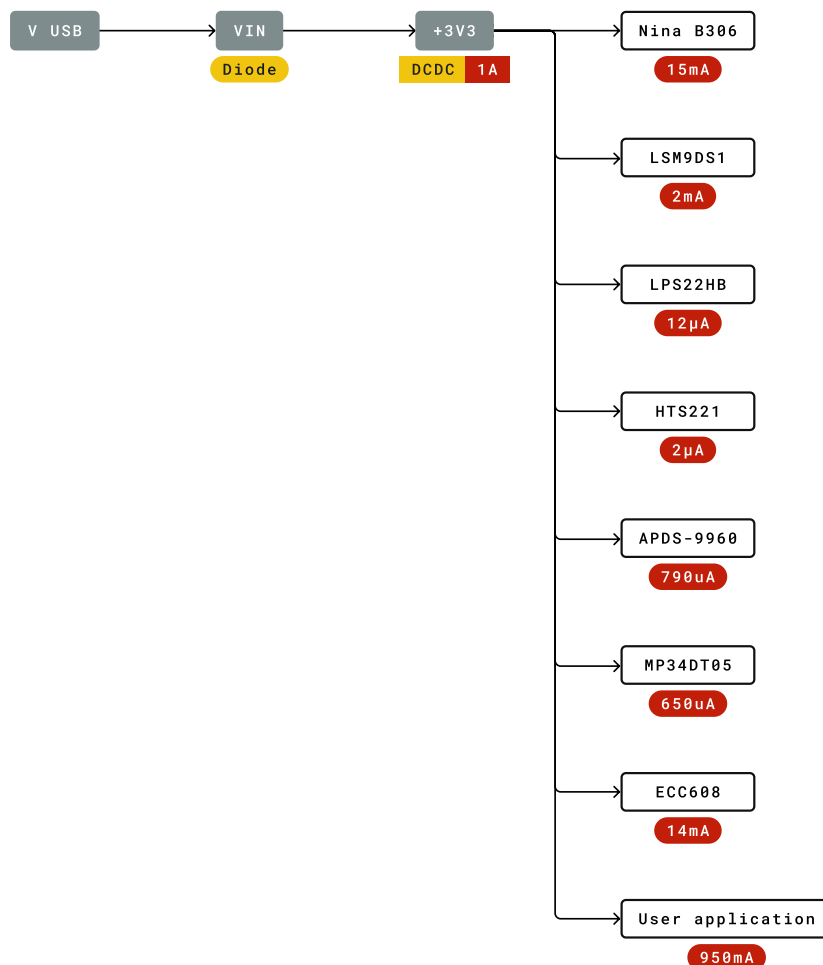 V USB
VIN
+3V3
Nina B306
Diode
DCDC 1A
15mA
LSM9DS1
2mA
LPS22HB
12µA
HTS221
2µA
APDS-9960
790uA
MP34DT05
650uA
ECC608
14mA
User application
950mA